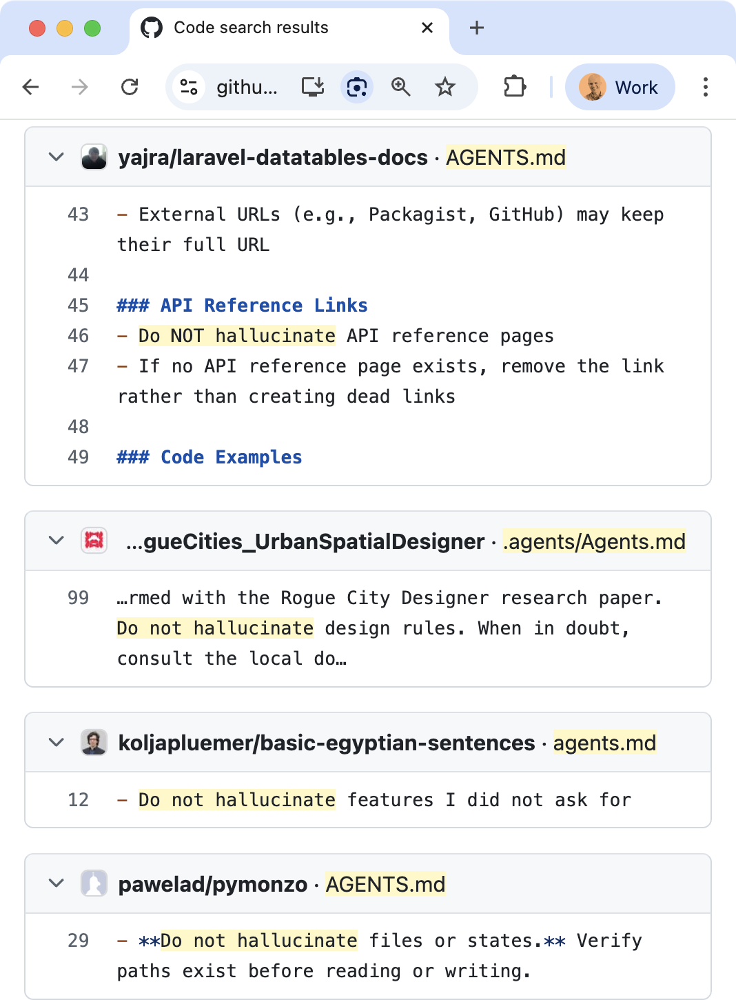 Code search results
githu...
Work
yajra/laravel-datatables-docs · AGENTS.md
43 - External URLs (e.g., Packagist, GitHub) may keep
their full URL
44
45 ### API Reference Links
46 - Do NOT hallucinate API reference pages
47 - If no API reference page exists, remove the link
rather than creating dead links
48
49 ### Code Examples
...gueCities_UrbanSpatialDesigner · .agents/Agents.md
99 …rmed with the Rogue City Designer research paper.
Do not hallucinate design rules. When in doubt,
consult the local do…
koljapluemer/basic-egyptian-sentences · agents.md
12 - Do not hallucinate features I did not ask for
pawelad/pymonzo · AGENTS.md
29 - **Do not hallucinate files or states.** Verify
paths exist before reading or writing.